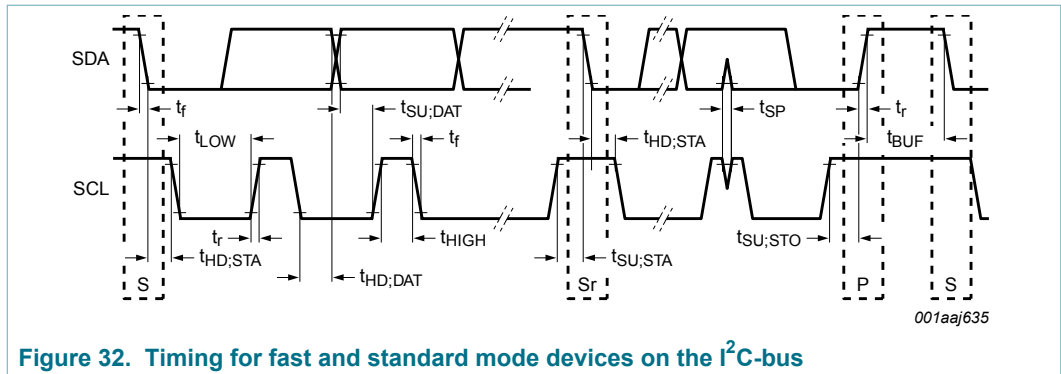 SDA
t_f
t_SU;DAT
t_SP
t_r
t_LOW
t_f
t_HD;STA
t_BUF
SCL
t_r
t_HIGH
t_SU;STO
t_HD;STA
t_HD;DAT
t_SU;STA
S
Sr
P
S
001aaj635
Figure 32. Timing for fast and standard mode devices on the I²C-bus